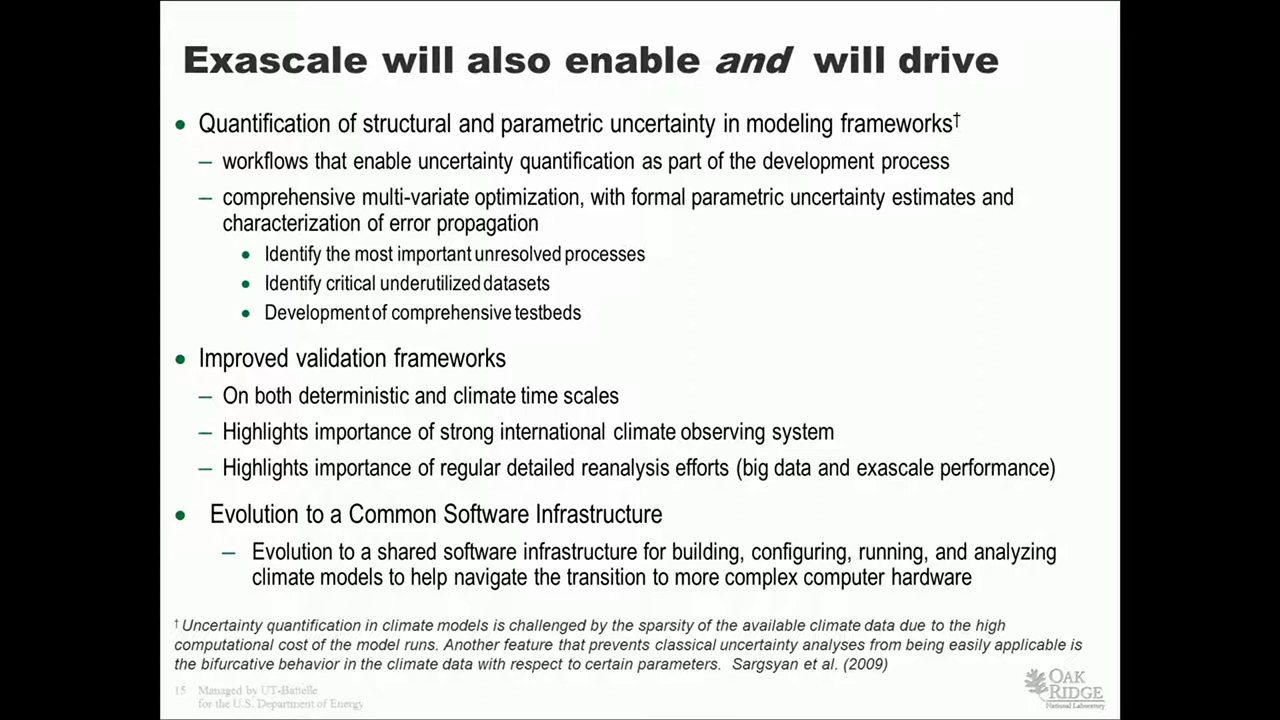 Exascale will also enable and will drive
• Quantification of structural and parametric uncertainty in modeling frameworks†
– workflows that enable uncertainty quantification as part of the development process
– comprehensive multi-variate optimization, with formal parametric uncertainty estimates and
characterization of error propagation
• Identify the most important unresolved processes
• Identify critical underutilized datasets
• Development of comprehensive testbeds
• Improved validation frameworks
– On both deterministic and climate time scales
– Highlights importance of strong international climate observing system
– Highlights importance of regular detailed reanalysis efforts (big data and exascale performance)
• Evolution to a Common Software Infrastructure
– Evolution to a shared software infrastructure for building, configuring, running, and analyzing
climate models to help navigate the transition to more complex computer hardware
† Uncertainty quantification in climate models is challenged by the sparsity of the available climate data due to the high
computational cost of the model runs. Another feature that prevents classical uncertainty analyses from being easily applicable is
the bifurcative behavior in the climate data with respect to certain parameters. Sargsyan et al. (2009)
15 Managed by UT-Battelle
for the U.S. Department of Energy
OAK
RIDGE
National Laboratory